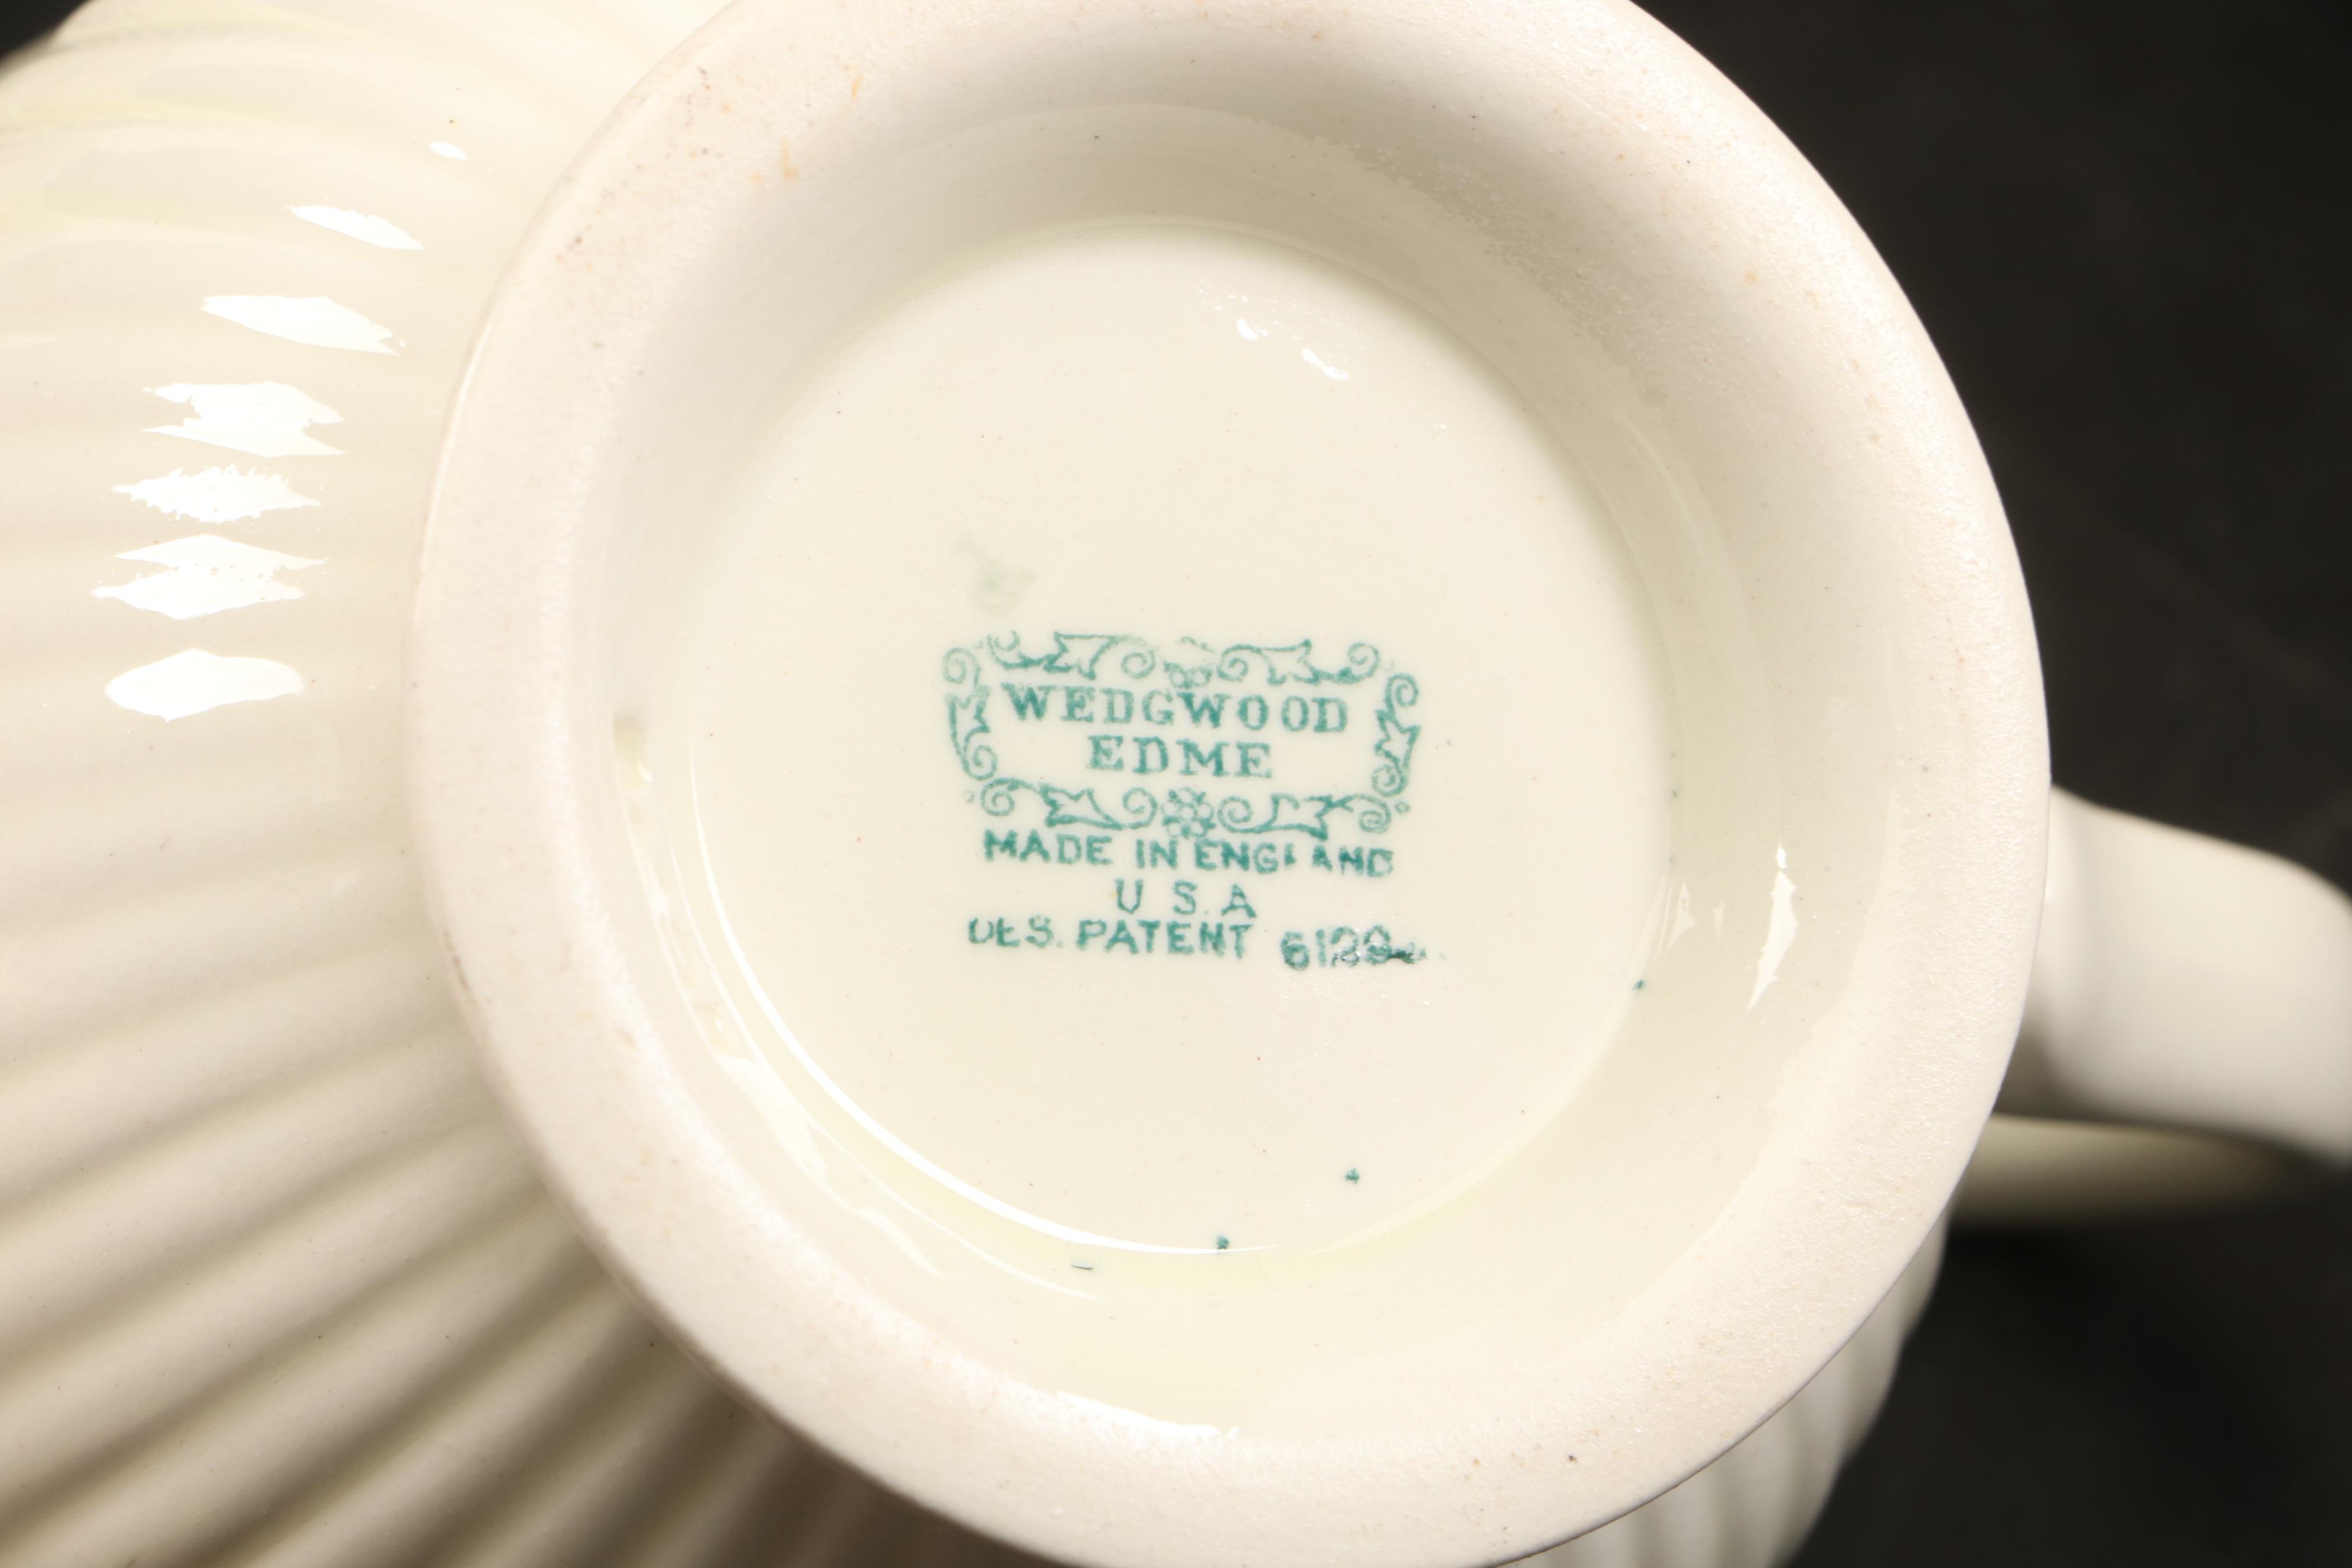 WEDGWOOD
EDME
MADE IN ENGLAND
U.S.A
DES. PATENT